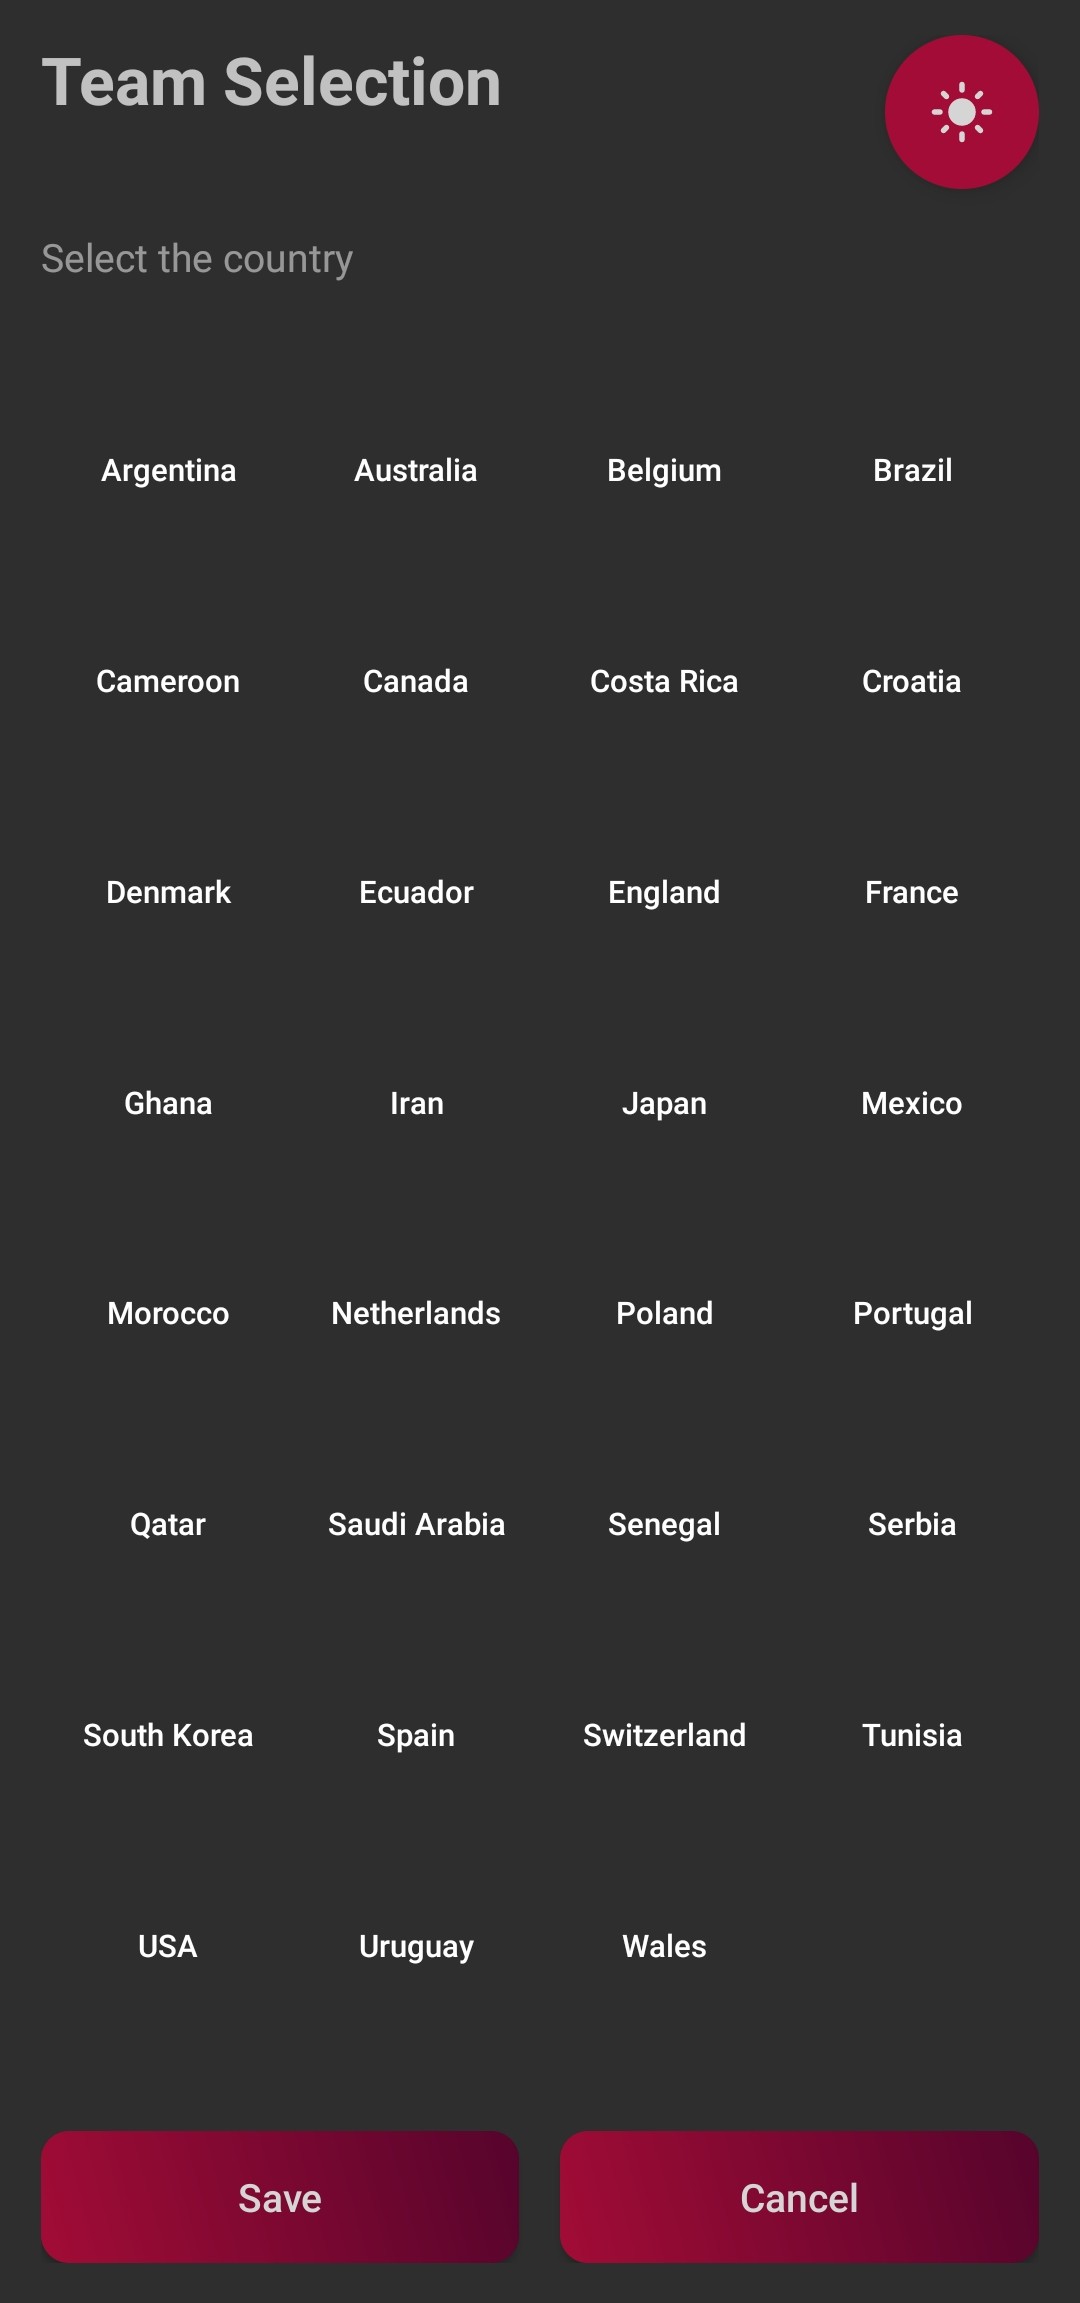 Team Selection
Select the country
Argentina Australia Belgium Brazil
Cameroon Canada Costa Rica Croatia
Denmark Ecuador England France
Ghana Iran Japan Mexico
Morocco Netherlands Poland Portugal
Qatar Saudi Arabia Senegal Serbia
South Korea Spain Switzerland Tunisia
USA Uruguay Wales
Save Cancel